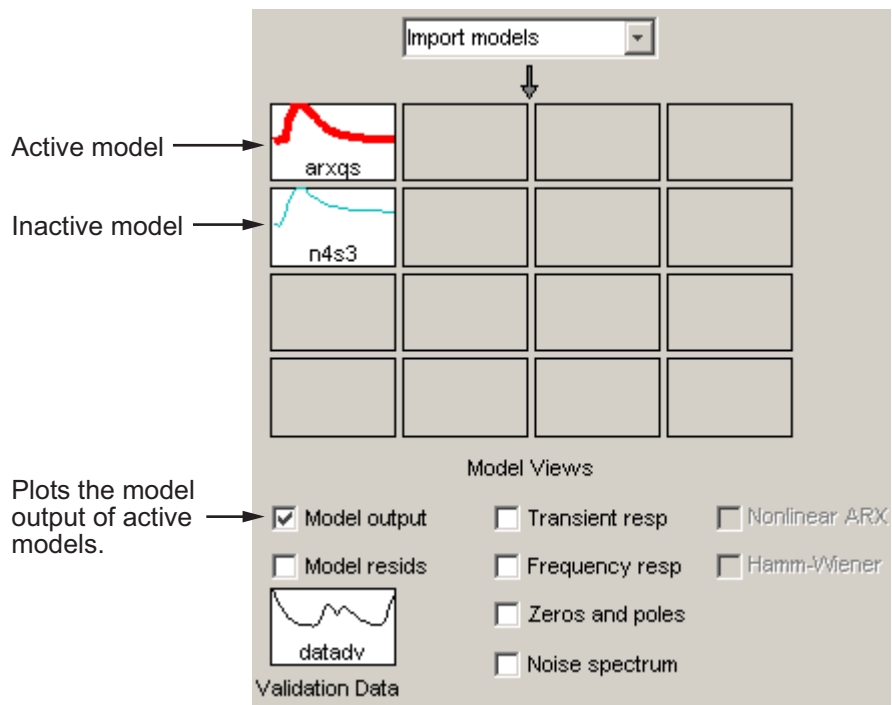 Import models
Active model
arxqs
Inactive model
n4s3
Model Views
Plots the model
output of active
models.
Model output
Transient resp
Nonlinear ARX
Model resids
Frequency resp
Hamm-Wiener
Zeros and poles
datadv
Noise spectrum
Validation Data